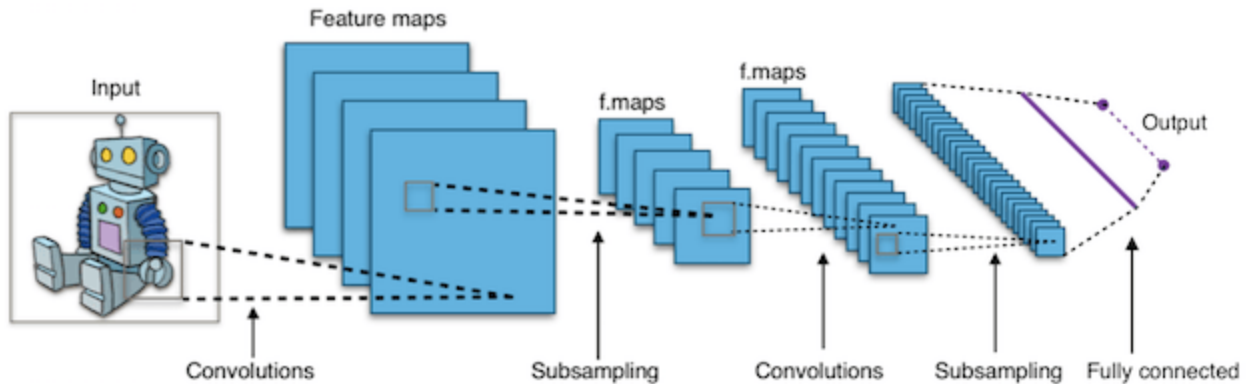 Feature maps
Input
f.maps
f.maps
Output
Convolutions
Subsampling
Convolutions
Subsampling
Fully connected